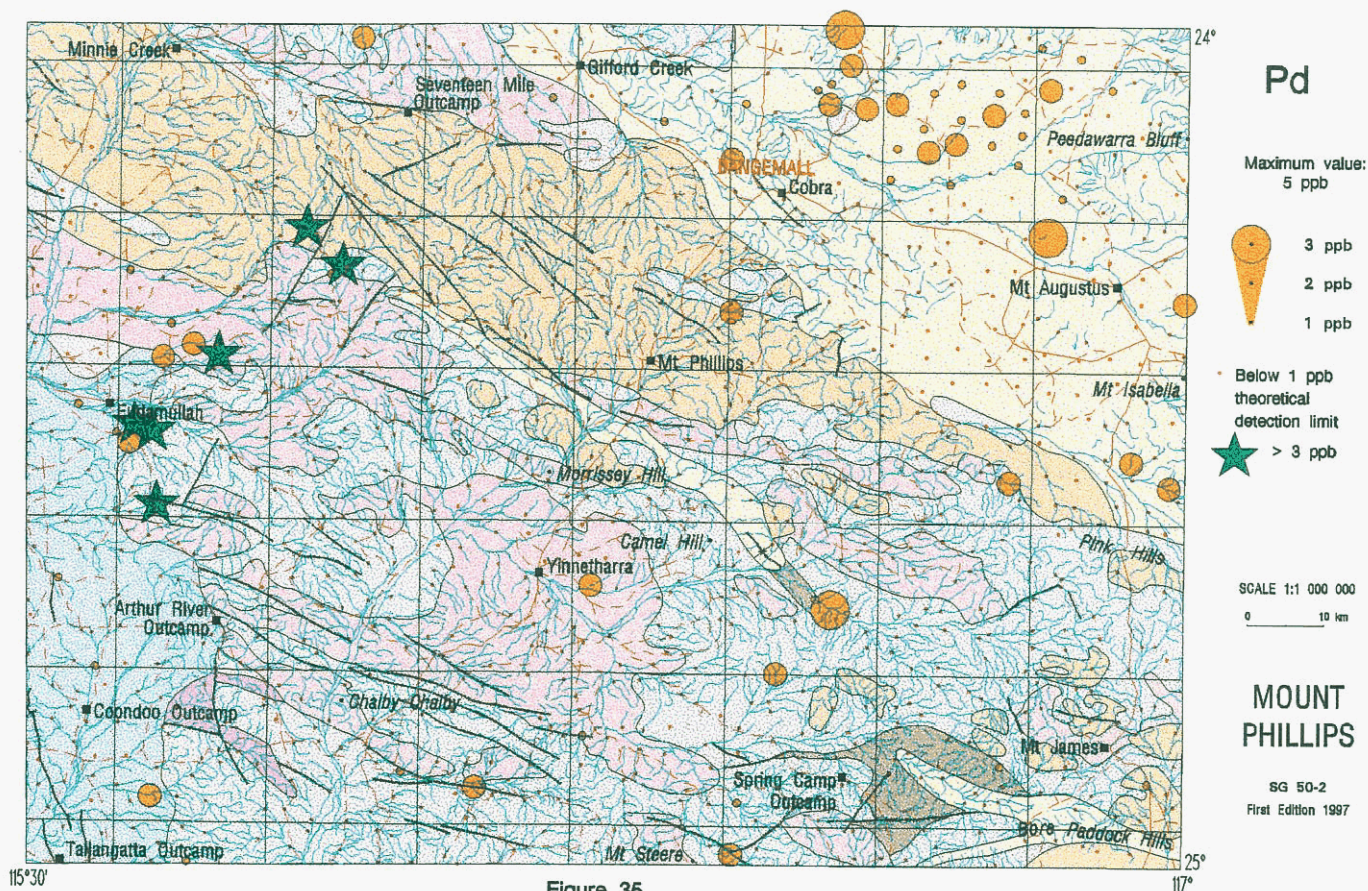 Minnie Creek
Gifford Creek
Seventeen Mile
Outcamp
Peedawarra Bluff
BANGEMALL
Cobra
Mt Augustus
Mt Phillips
Mt Isabella
Eudamullah
Morrissey Hill
Camel Hill
Pink Hills
Yinnetharra
Arthur River
Outcamp
Chalby Chalby
Coondoo Outcamp
Mt James
Spring Camp
Outcamp
Bore Paddock Hills
Mt Steere
Tallangatta Outcamp
24°
25°
115°30'
117°
Pd
Maximum value:
5 ppb
3 ppb
2 ppb
1 ppb
Below 1 ppb
theoretical
detection limit
> 3 ppb
SCALE 1:1 000 000
0 10 km
MOUNT
PHILLIPS
SG 50-2
First Edition 1997
Figure 35